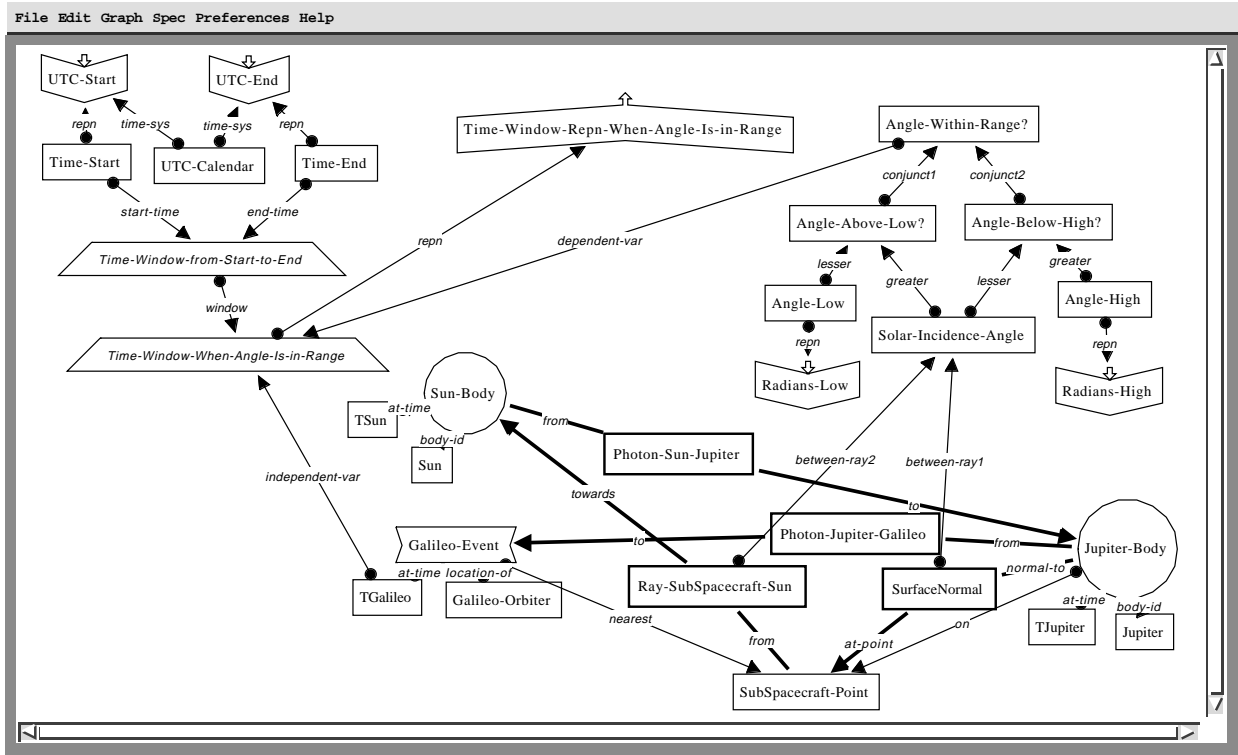 File Edit Graph Spec Preferences Help
UTC-Start
UTC-End
repn
time-sys
time-sys
repn
Time-Start
UTC-Calendar
Time-End
start-time
end-time
Time-Window-from-Start-to-End
window
Time-Window-When-Angle-Is-in-Range
Time-Window-Repn-When-Angle-Is-in-Range
repn
dependent-var
Angle-Within-Range?
conjunct1
conjunct2
Angle-Above-Low?
Angle-Below-High?
lesser
greater
lesser
greater
Angle-Low
Angle-High
Solar-Incidence-Angle
repn
repn
Radians-Low
Radians-High
Sun-Body
at-time
TSun
body-id
Sun
from
Photon-Sun-Jupiter
between-ray2
between-ray1
independent-var
towards
to
Galileo-Event
to
Photon-Jupiter-Galileo
from
Jupiter-Body
at-time
location-of
normal-to
TGalileo
Galileo-Orbiter
Ray-SubSpacecraft-Sun
SurfaceNormal
at-time
body-id
TJupiter
Jupiter
nearest
from
at-point
on
SubSpacecraft-Point